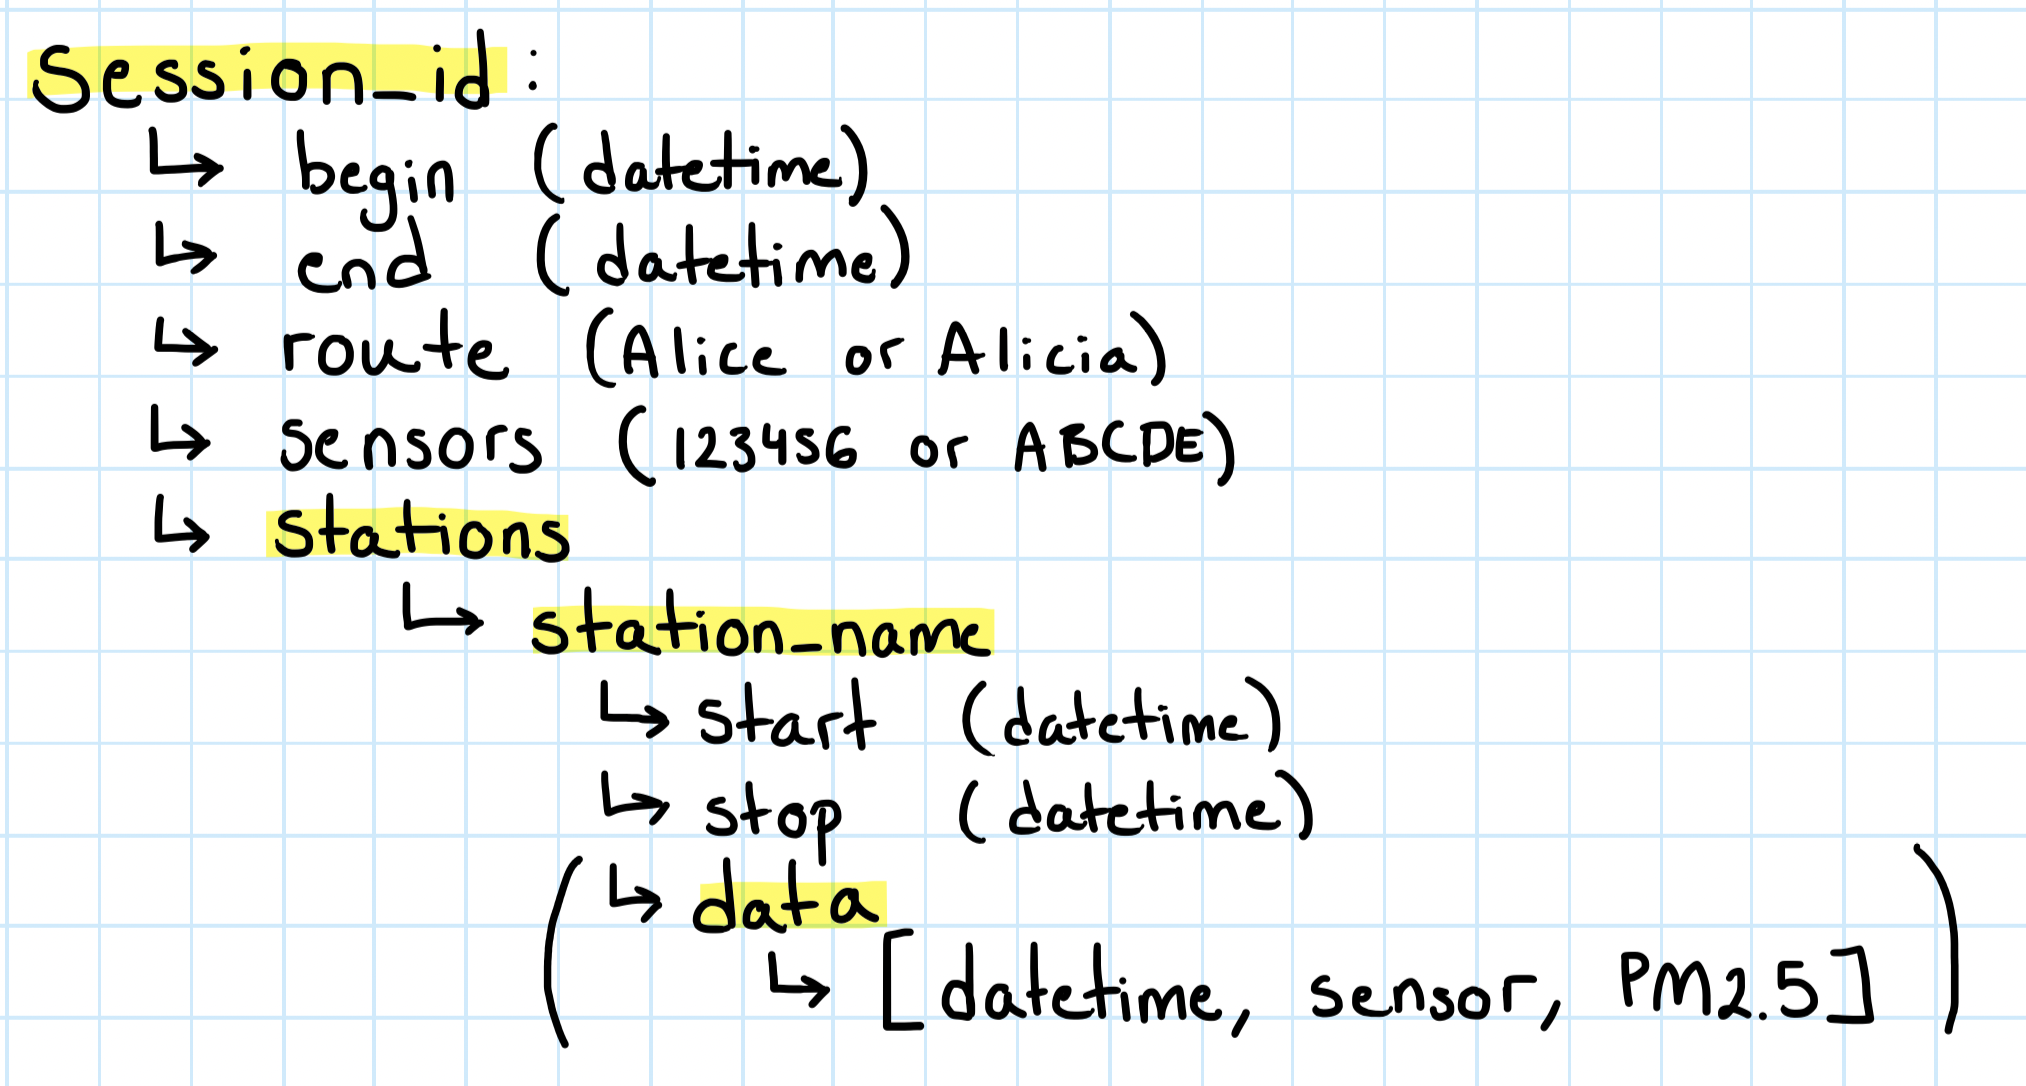 Session_id:
↳ begin (datetime)
↳ end (datetime)
↳ route (Alice or Alicia)
↳ sensors (123456 or ABCDE)
↳ stations
↳ station_name
↳ start (datetime)
↳ stop (datetime)
(↳ data
↳ [datetime, sensor, PM2.5])